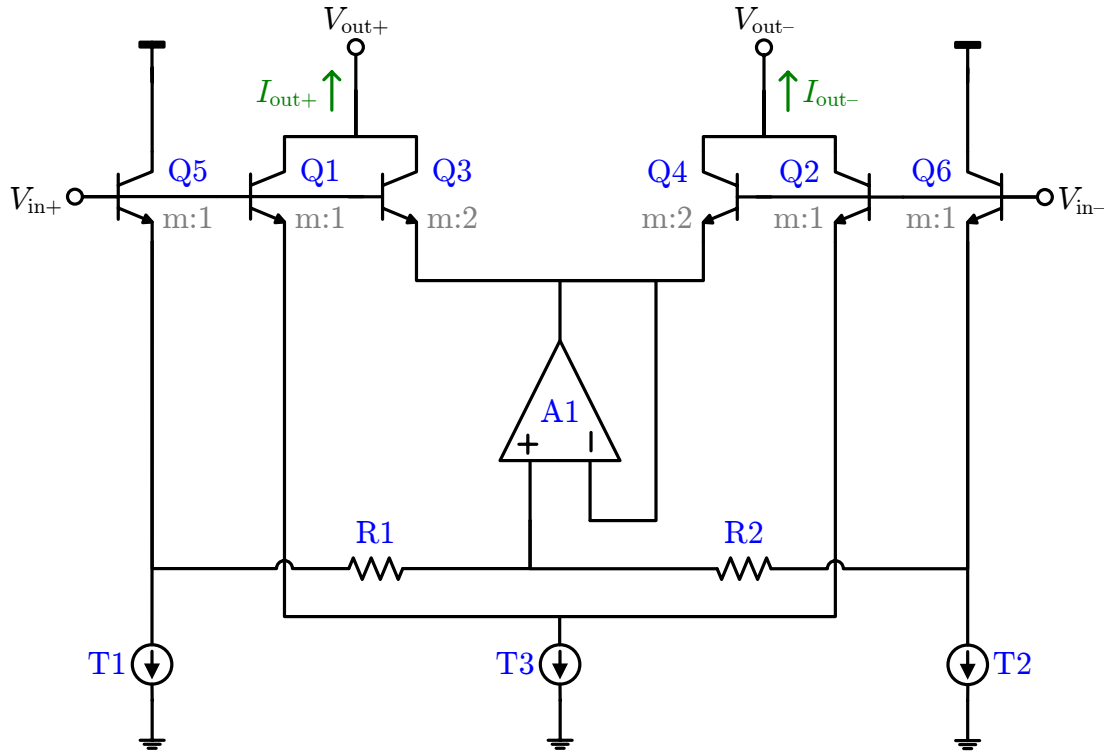 V_out+ V_out−
I_out+ I_out−
Q5 Q1 Q3 Q4 Q2 Q6
V_in+ V_in−
m:1 m:1 m:2 m:2 m:1 m:1
A1
+ −
R1 R2
T1 T3 T2